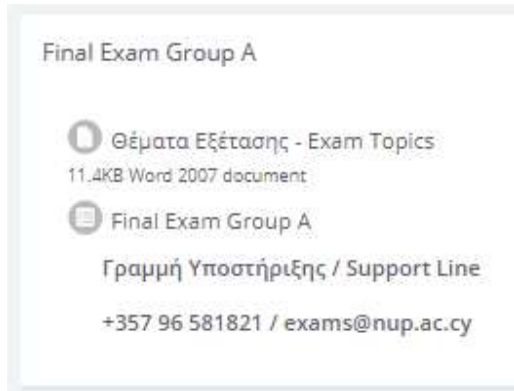 Final Exam Group A
Θέματα Εξέτασης - Exam Topics
11.4KB Word 2007 document
Final Exam Group A
Γραμμή Υποστήριξης / Support Line
+357 96 581821 / exams@nup.ac.cy